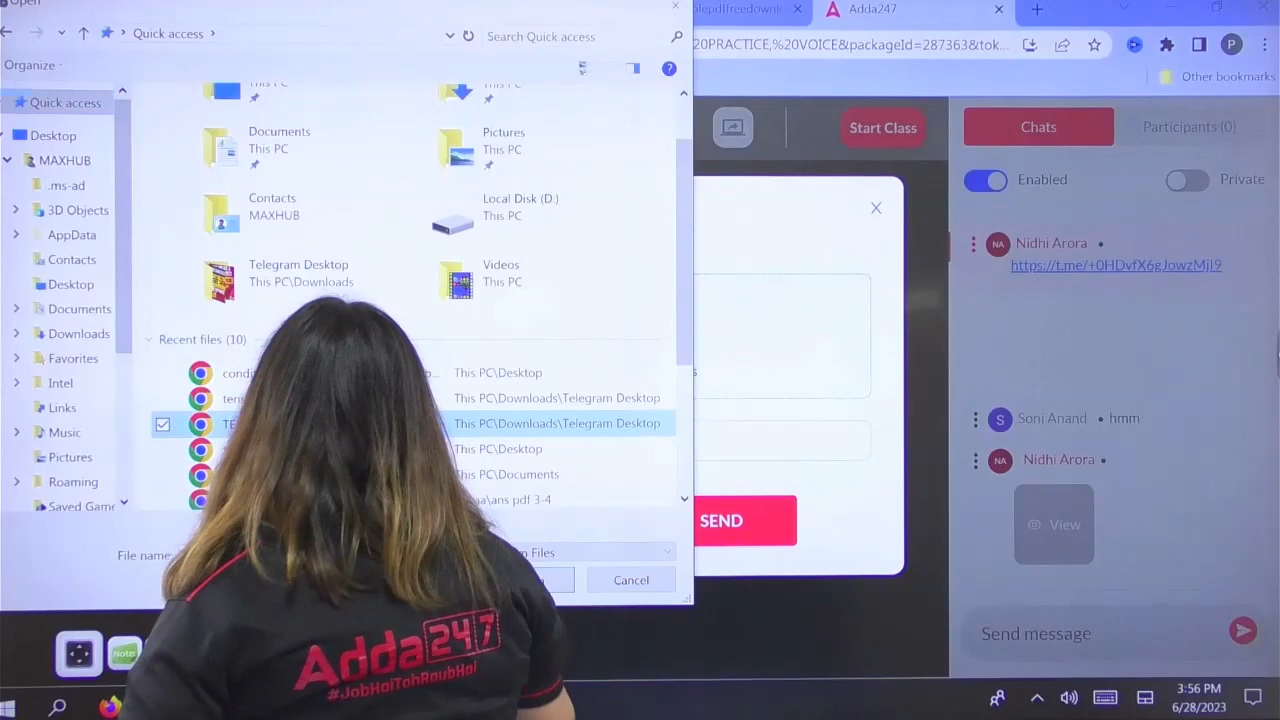 Open
Quick access
Search Quick access
Organize
Quick access
Desktop
MAXHUB
.ms-ad
3D Objects
AppData
Contacts
Desktop
Documents
Downloads
Favorites
Intel
Links
Music
Pictures
Roaming
Saved Game
This PC
This PC
Documents
This PC
Pictures
This PC
Contacts
MAXHUB
Local Disk (D:)
This PC
Telegram Desktop
This PC\Downloads
Videos
This PC
Recent files (10)
This PC\Desktop
This PC\Downloads\Telegram Desktop
This PC\Downloads\Telegram Desktop
This PC\Desktop
This PC\Documents
\ans pdf 3-4
File name:
Files
Cancel
Adda247
20PRACTICE,%20VOICE&packageId=287363&tok...
P
Other bookmarks
Start Class
Chats
Participants (0)
Enabled
Private
NA
Nidhi Arora •
https://t.me/+0HDvfX6gJowzMjI9
S
Soni Anand • hmm
NA
Nidhi Arora •
View
SEND
Send message
Note
Adda247
#JobHaiTohRoubHai
3:56 PM
6/28/2023